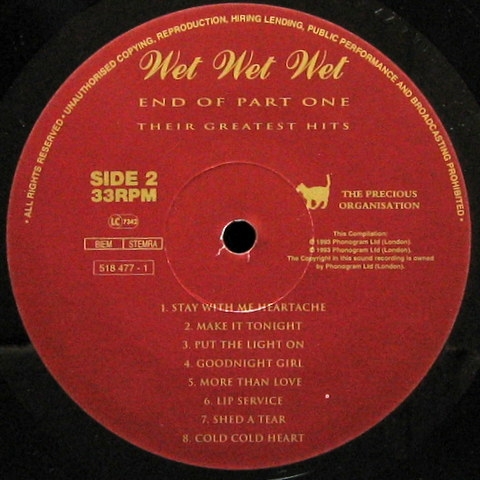 • ALL RIGHTS RESERVED • UNAUTHORISED COPYING, REPRODUCTION, HIRING LENDING, PUBLIC PERFORMANCE AND BROADCASTING PROHIBITED •
Wet Wet Wet
END OF PART ONE
THEIR GREATEST HITS
SIDE 2
33RPM
LC 7242
BIEM STEMRA
518 477 - 1
THE PRECIOUS
ORGANISATION
This Compilation:
℗ 1993 Phonogram Ltd (London).
© 1993 Phonogram Ltd (London).
The Copyright in this sound recording is owned
by Phonogram Ltd (London).
1. STAY WITH ME HEARTACHE
2. MAKE IT TONIGHT
3. PUT THE LIGHT ON
4. GOODNIGHT GIRL
5. MORE THAN LOVE
6. LIP SERVICE
7. SHED A TEAR
8. COLD COLD HEART